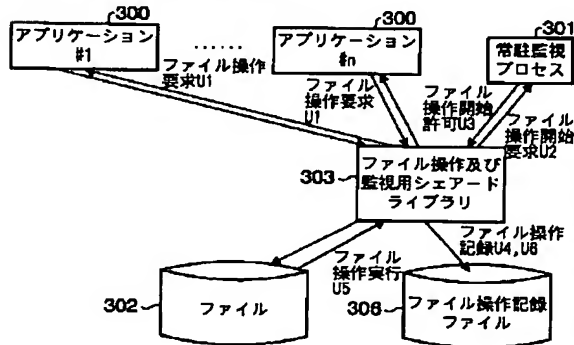 300
アプリケーション
#1
……
300
アプリケーション
#n
301
常駐監視
プロセス
ファイル操作
要求U1
ファイル
操作要求
U1
ファイル
操作開始
許可U3
ファイル
操作開始
要求U2
303
ファイル操作及び
監視用シェアード
ライブラリ
ファイル
操作実行
U5
ファイル操作
記録U4,U6
302
ファイル
306
ファイル操作記録
ファイル